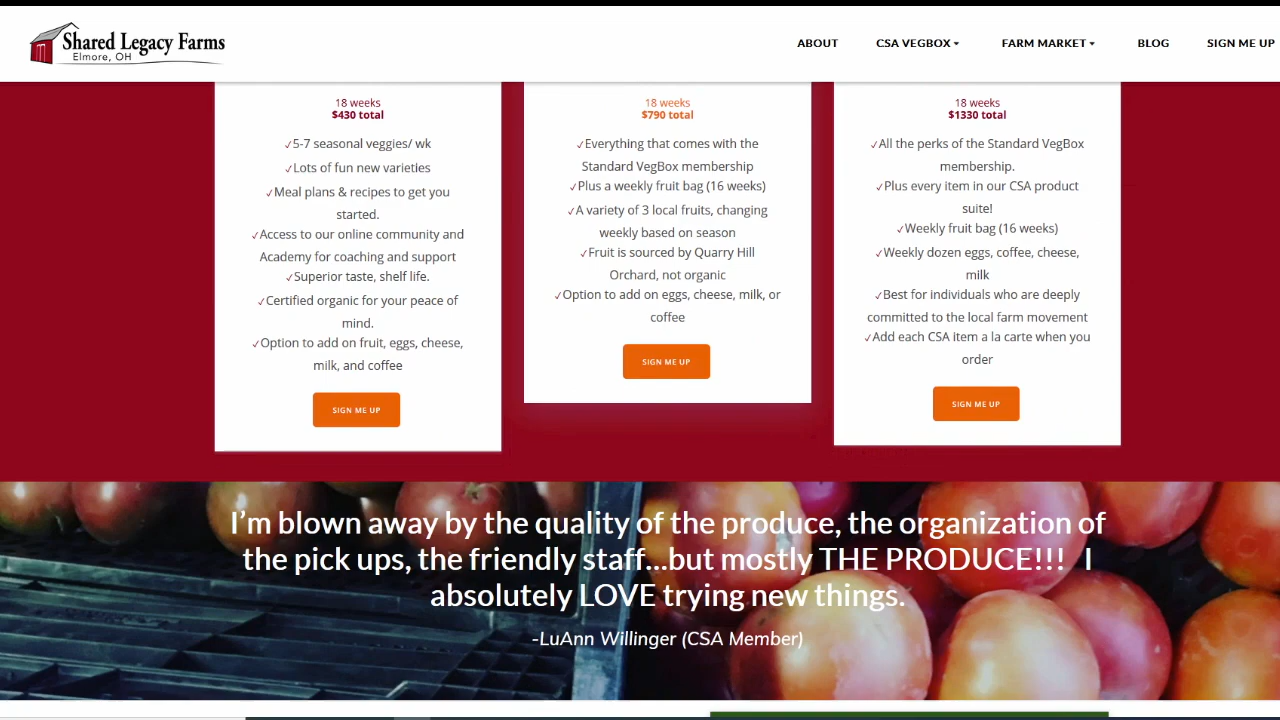 Shared Legacy Farms
Elmore, OH
ABOUT
CSA VEGBOX
FARM MARKET
BLOG
SIGN ME UP
18 weeks
$430 total
✓5-7 seasonal veggies/ wk
✓Lots of fun new varieties
✓Meal plans & recipes to get you
started.
✓Access to our online community and
Academy for coaching and support
✓Superior taste, shelf life.
✓Certified organic for your peace of
mind.
✓Option to add on fruit, eggs, cheese,
milk, and coffee
SIGN ME UP
18 weeks
$790 total
✓Everything that comes with the
Standard VegBox membership
✓Plus a weekly fruit bag (16 weeks)
✓A variety of 3 local fruits, changing
weekly based on season
✓Fruit is sourced by Quarry Hill
Orchard, not organic
✓Option to add on eggs, cheese, milk, or
coffee
SIGN ME UP
18 weeks
$1330 total
✓All the perks of the Standard VegBox
membership.
✓Plus every item in our CSA product
suite!
✓Weekly fruit bag (16 weeks)
✓Weekly dozen eggs, coffee, cheese,
milk
✓Best for individuals who are deeply
committed to the local farm movement
✓Add each CSA item a la carte when you
order
SIGN ME UP
I'm blown away by the quality of the produce, the organization of
the pick ups, the friendly staff...but mostly THE PRODUCE!!! I
absolutely LOVE trying new things.
-LuAnn Willinger (CSA Member)